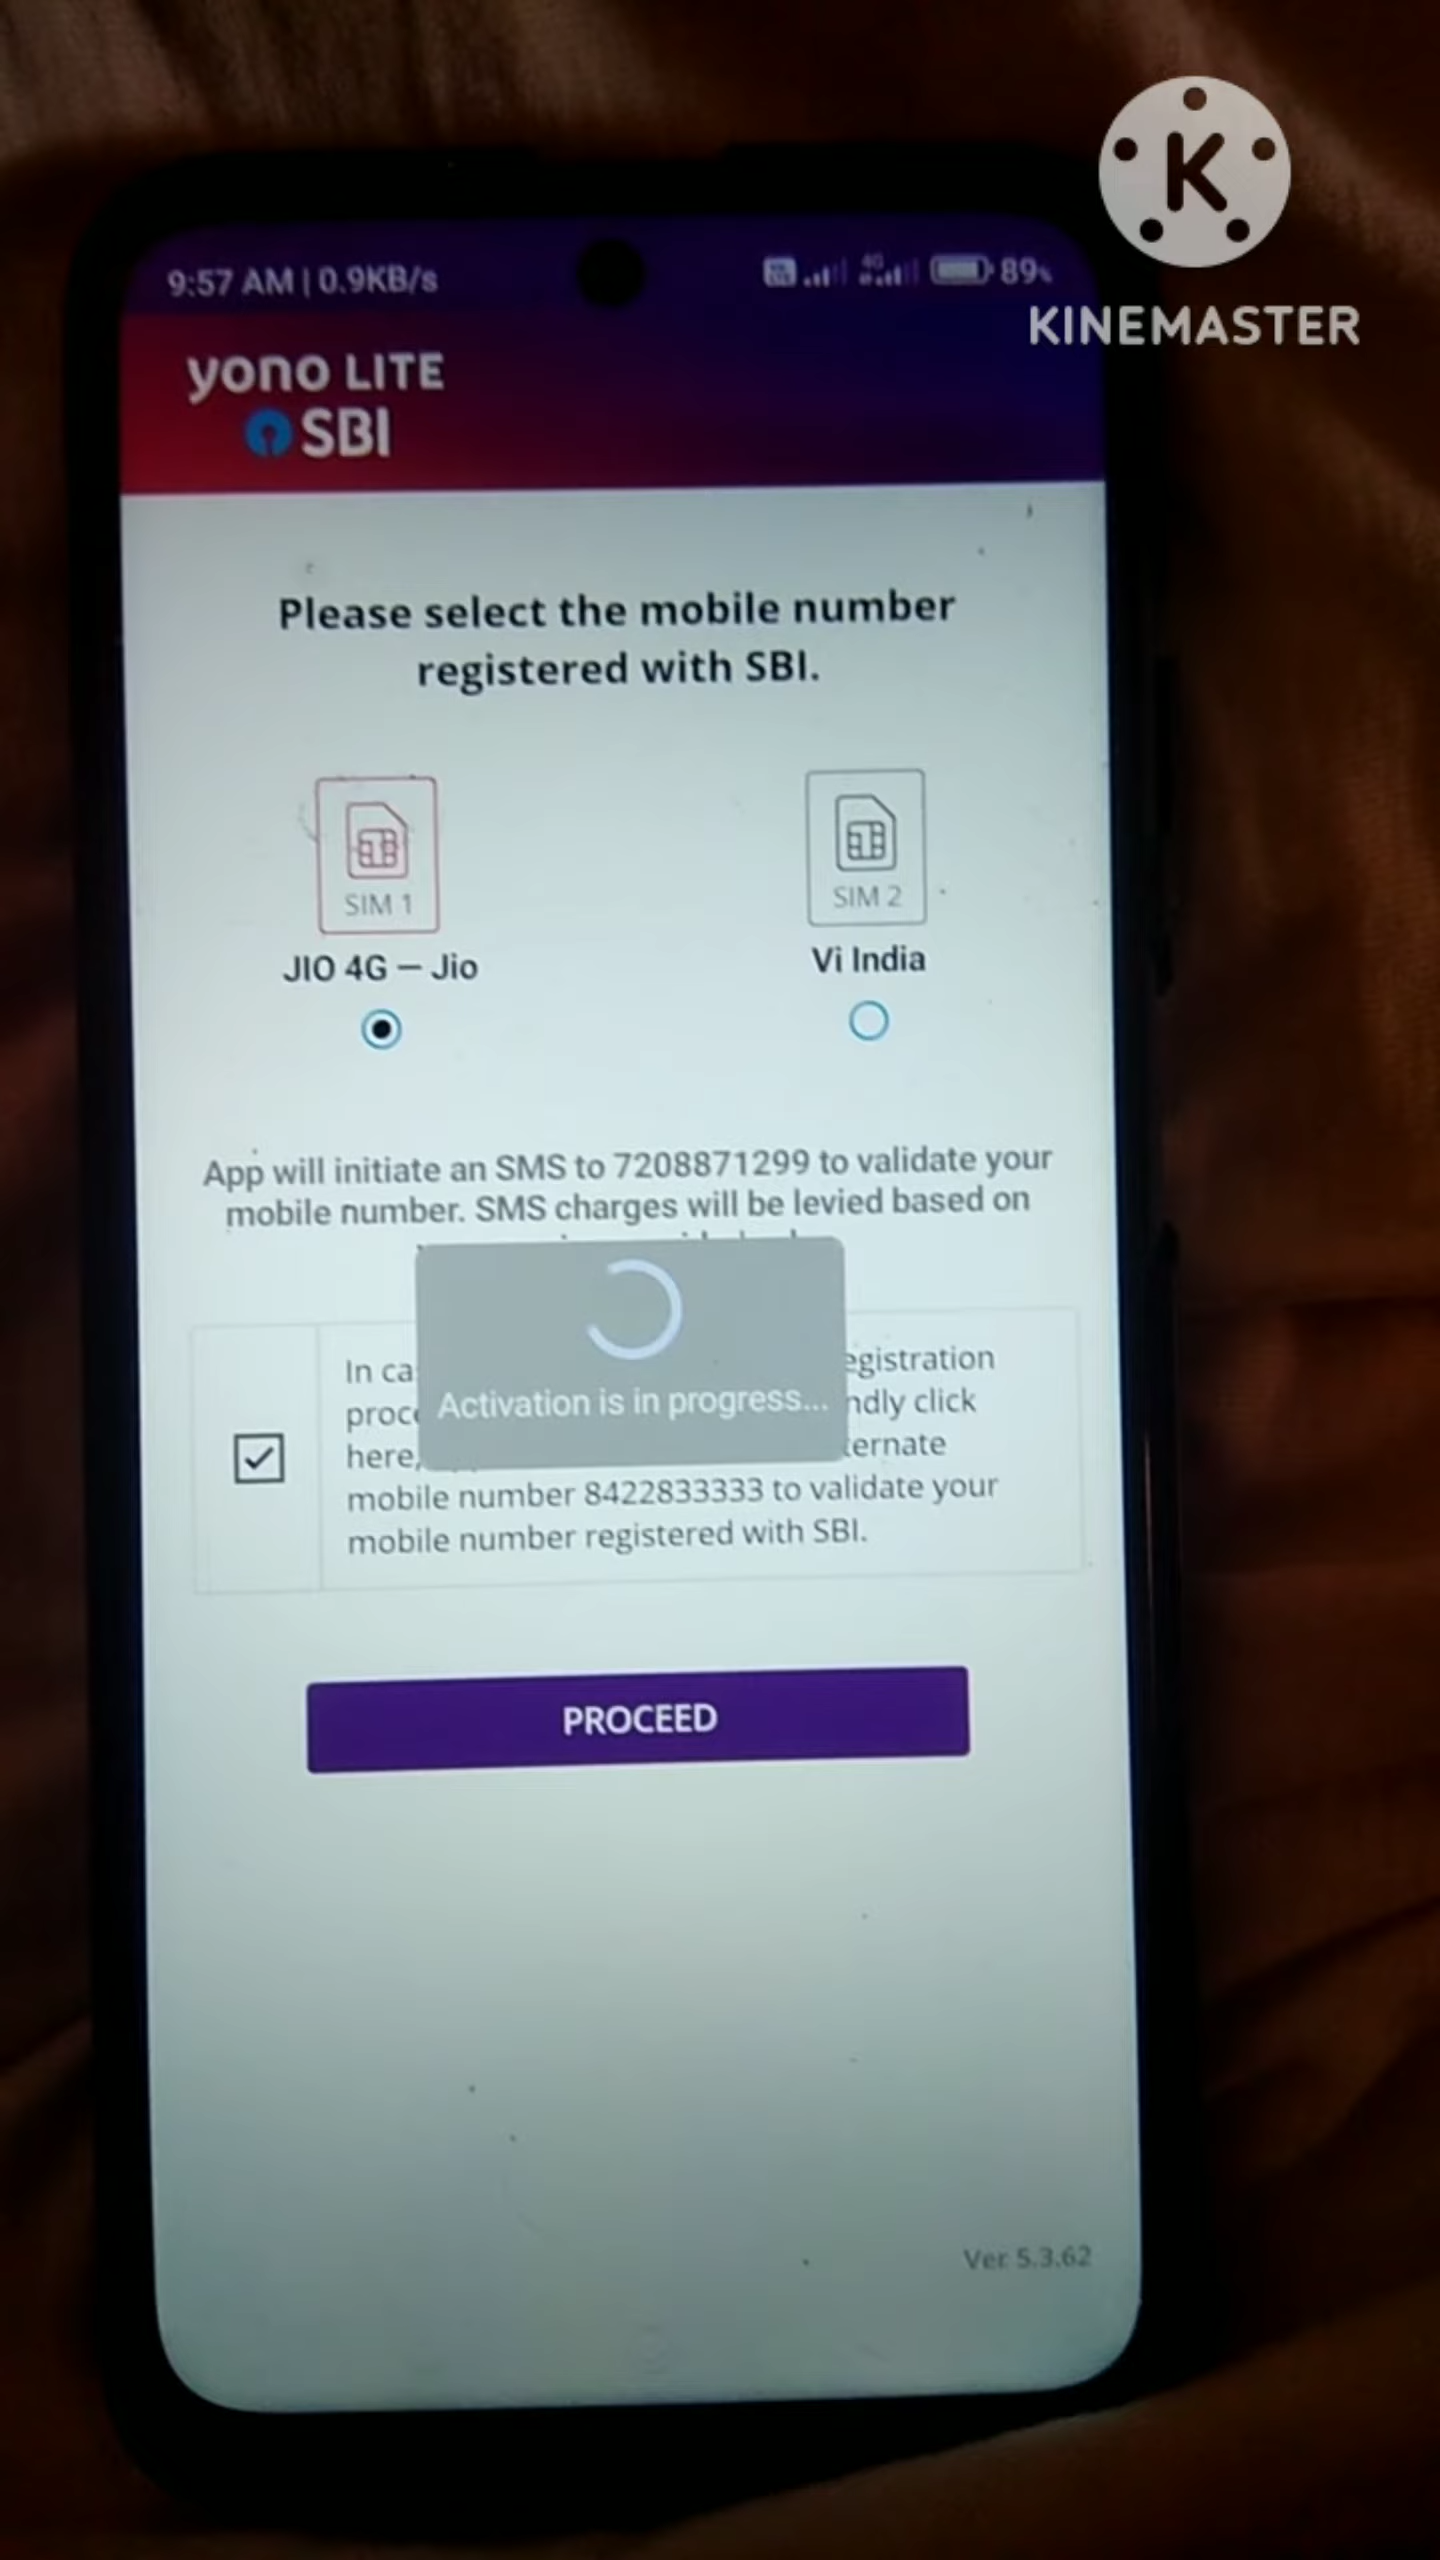 K
KINEMASTER
9:57 AM | 0.9KB/s
4G
89%
yono LITE
SBI
Please select the mobile number
registered with SBI.
SIM 1
SIM 2
JIO 4G — Jio
Vi India
App will initiate an SMS to 7208871299 to validate your
mobile number. SMS charges will be levied based on
Activation is in progress...
In ca
egistration
proc
ndly click
here,
ternate
mobile number 8422833333 to validate your
mobile number registered with SBI.
PROCEED
Ver 5.3.62